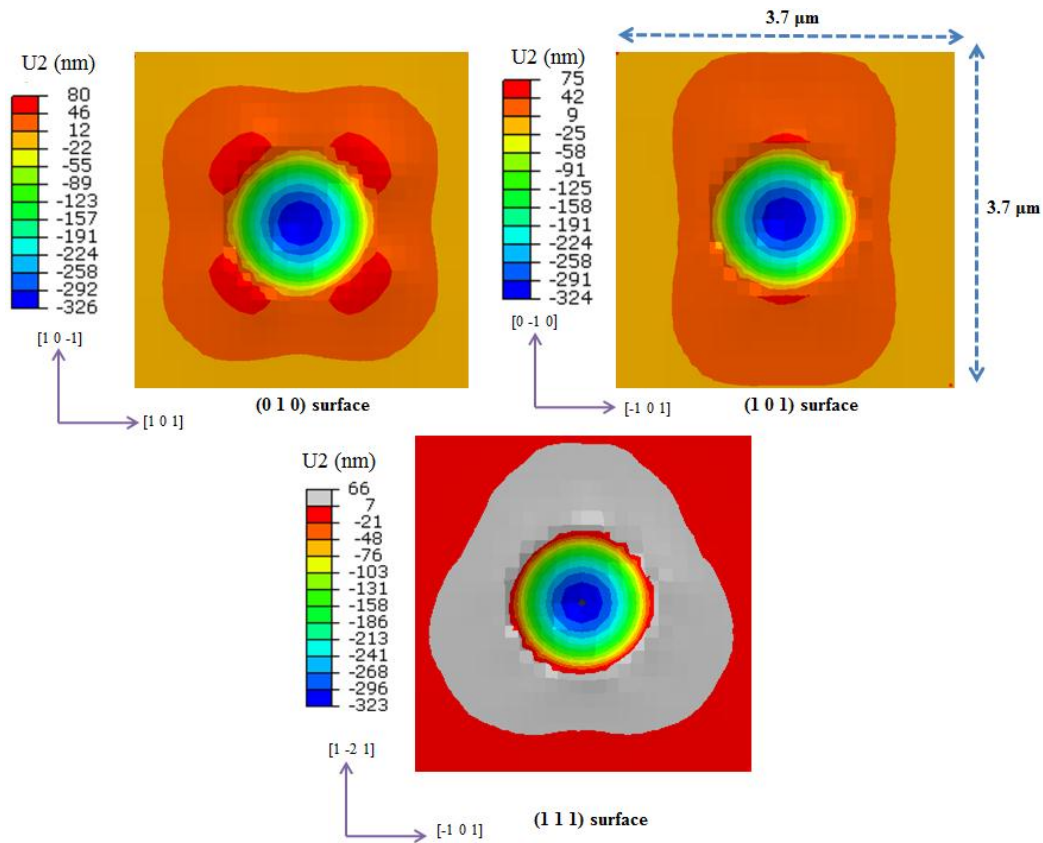 U2 (nm)
80
46
12
-22
-55
-89
-123
-157
-191
-224
-258
-292
-326
[1 0 -1]
[1 0 1]
(0 1 0) surface
3.7 µm
U2 (nm)
75
42
9
-25
-58
-91
-125
-158
-191
-224
-258
-291
-324
3.7 µm
[0 -1 0]
[-1 0 1]
(1 0 1) surface
U2 (nm)
66
7
-21
-48
-76
-103
-131
-158
-186
-213
-241
-268
-296
-323
[1 -2 1]
[-1 0 1]
(1 1 1) surface